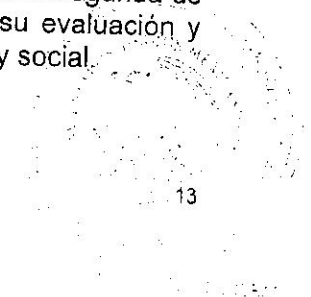 su evaluación y
y social.
13